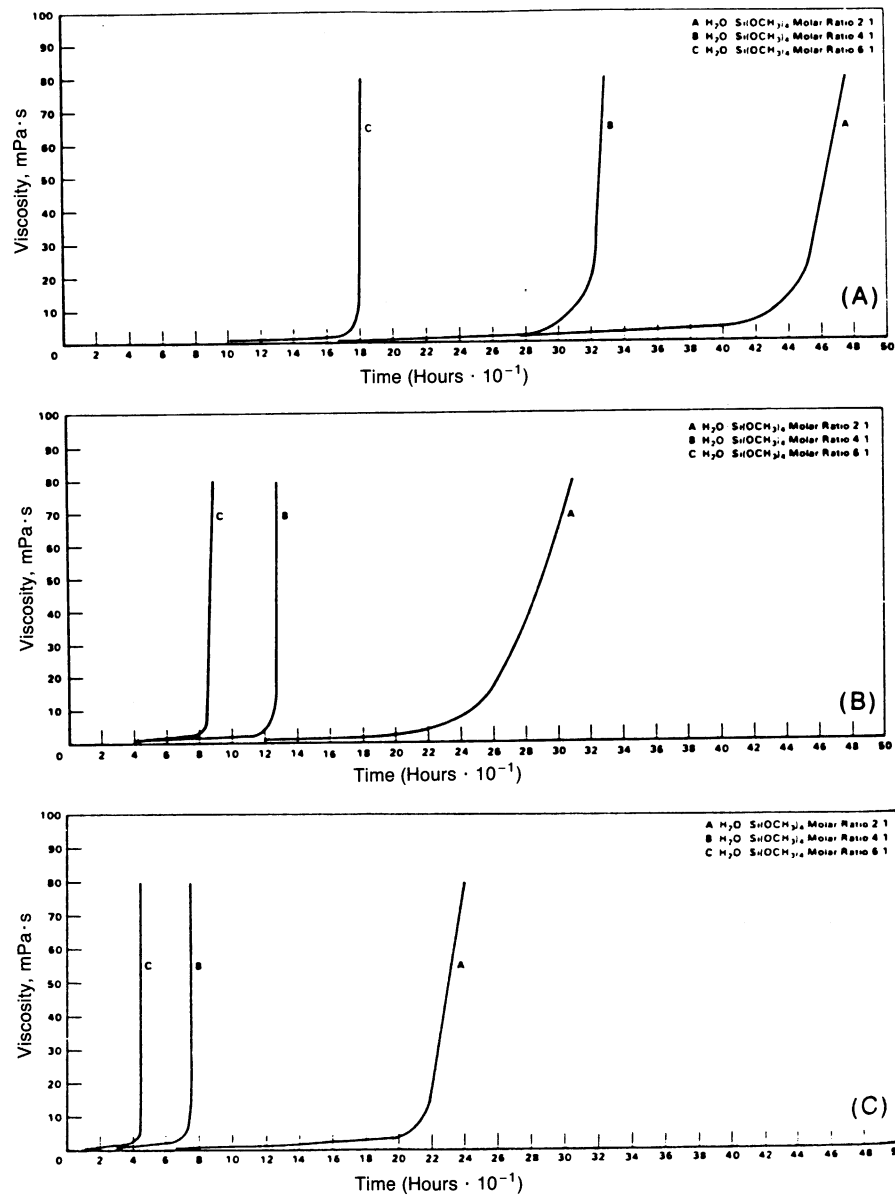 100
90
80
70
60
50
40
30
20
10
0
Viscosity, mPa·s
A H₂O Si(OCH₃)₄ Molar Ratio 2 1
B H₂O Si(OCH₃)₄ Molar Ratio 4 1
C H₂O Si(OCH₃)₄ Molar Ratio 6 1
C
B
A
(A)
2 4 6 8 10 12 14 16 18 20 22 24 26 28 30 32 34 36 38 40 42 44 46 48 50
Time (Hours · 10⁻¹)
100
90
80
70
60
50
40
30
20
10
0
Viscosity, mPa·s
A H₂O Si(OCH₃)₄ Molar Ratio 2 1
B H₂O Si(OCH₃)₄ Molar Ratio 4 1
C H₂O Si(OCH₃)₄ Molar Ratio 6 1
C
B
A
(B)
2 4 6 8 10 12 14 16 18 20 22 24 26 28 30 32 34 36 38 40 42 44 46 48 50
Time (Hours · 10⁻¹)
100
90
80
70
60
50
40
30
20
10
0
Viscosity, mPa·s
A H₂O Si(OCH₃)₄ Molar Ratio 2 1
B H₂O Si(OCH₃)₄ Molar Ratio 4 1
C H₂O Si(OCH₃)₄ Molar Ratio 6 1
C
B
A
(C)
2 4 6 8 10 12 14 16 18 20 22 24 26 28 30 32 34 36 38 40 42 44 46 48
Time (Hours · 10⁻¹)